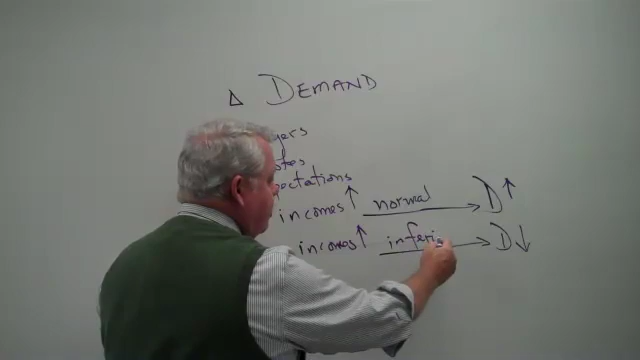 Δ DEMAND
yers
stes
pectations
incomes ↑ normal → D ↑
incomes ↑ inferi → D ↓